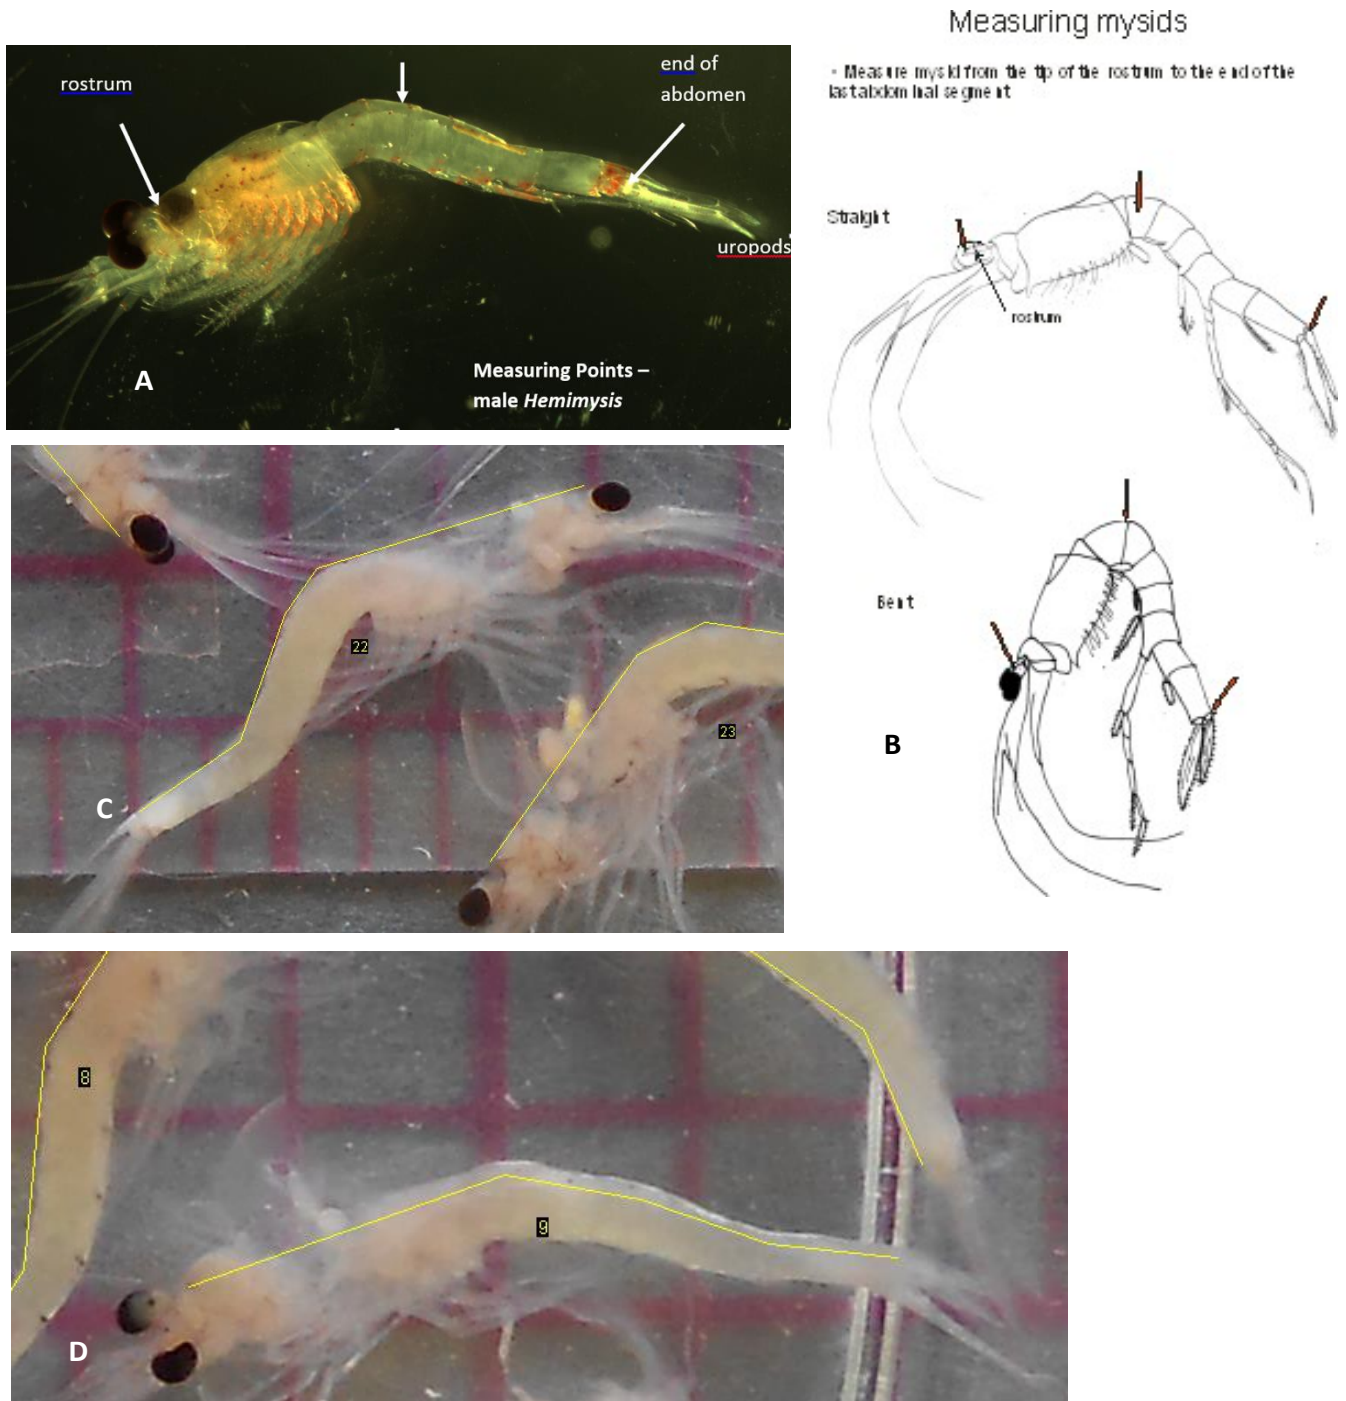 Measuring mysids
- Measure mysid from the tip of the rostrum to the end of the
last abdominal segment
rostrum
end of
abdomen
uropods
Measuring Points –
male Hemimysis
A
Straight
rostrum
Bent
B
22
23
C
8
9
D